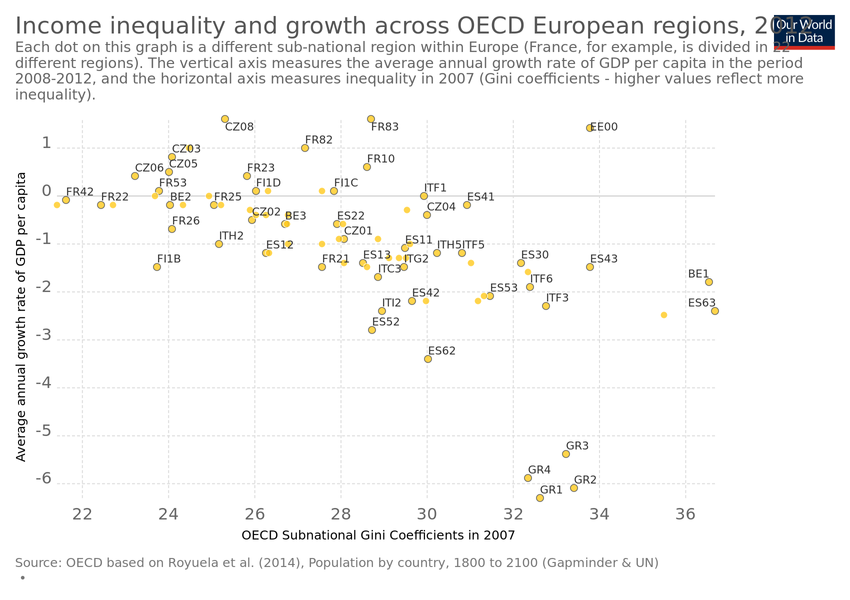 Income inequality and growth across OECD European regions,
Our World
in Data
Each dot on this graph is a different sub-national region within Europe (France, for example, is divided in 22
different regions). The vertical axis measures the average annual growth rate of GDP per capita in the period
2008-2012, and the horizontal axis measures inequality in 2007 (Gini coefficients - higher values reflect more
inequality).
CZ08
FR83
EE00
1
CZ03
FR82
CZ06
CZ05
FR23
FR10
0
FR42
FR22
FR53
BE2
FR25
FI1D
FI1C
ITF1
ES41
FR26
CZ02
BE3
ES22
CZ04
-1
ITH2
ES12
CZ01
ES11
ITH5
ITF5
FI1B
FR21
ES13
ITC3
ITG2
ES30
ES43
-2
BE1
ITI2
ES42
ES53
ITF6
ITF3
ES63
-3
ES52
ES62
-4
-5
GR3
-6
GR4
GR1
GR2
22
24
26
28
30
32
34
36
Average annual growth rate of GDP per capita
OECD Subnational Gini Coefficients in 2007
Source: OECD based on Royuela et al. (2014), Population by country, 1800 to 2100 (Gapminder & UN)
•